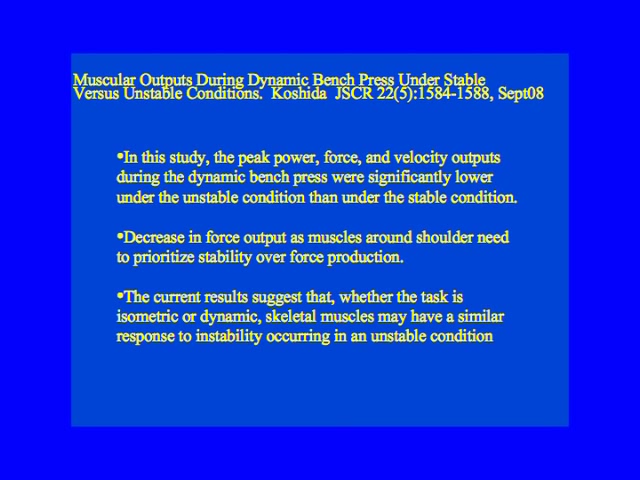 Muscular Outputs During Dynamic Bench Press Under Stable
Versus Unstable Conditions.  Koshida  JSCR 22(5):1584-1588, Sept08
•In this study, the peak power, force, and velocity outputs
during the dynamic bench press were significantly lower
under the unstable condition than under the stable condition.
•Decrease in force output as muscles around shoulder need
to prioritize stability over force production.
•The current results suggest that, whether the task is
isometric or dynamic, skeletal muscles may have a similar
response to instability occurring in an unstable condition